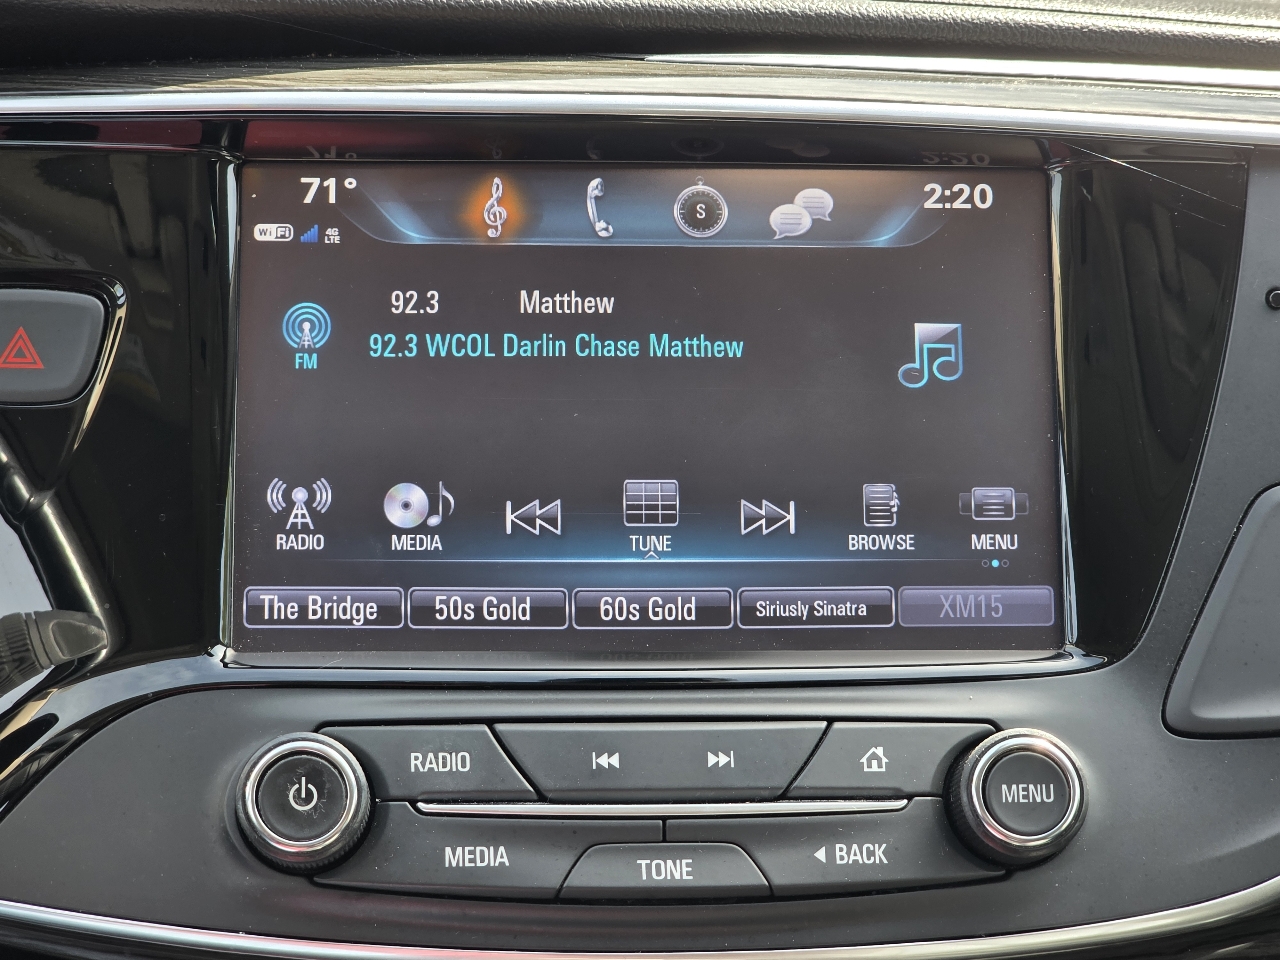 71° 2:20
WiFi 4G LTE
S
92.3 Matthew
FM 92.3 WCOL Darlin Chase Matthew
RADIO MEDIA TUNE BROWSE MENU
The Bridge 50s Gold 60s Gold Siriusly Sinatra XM15
RADIO MENU
MEDIA TONE BACK